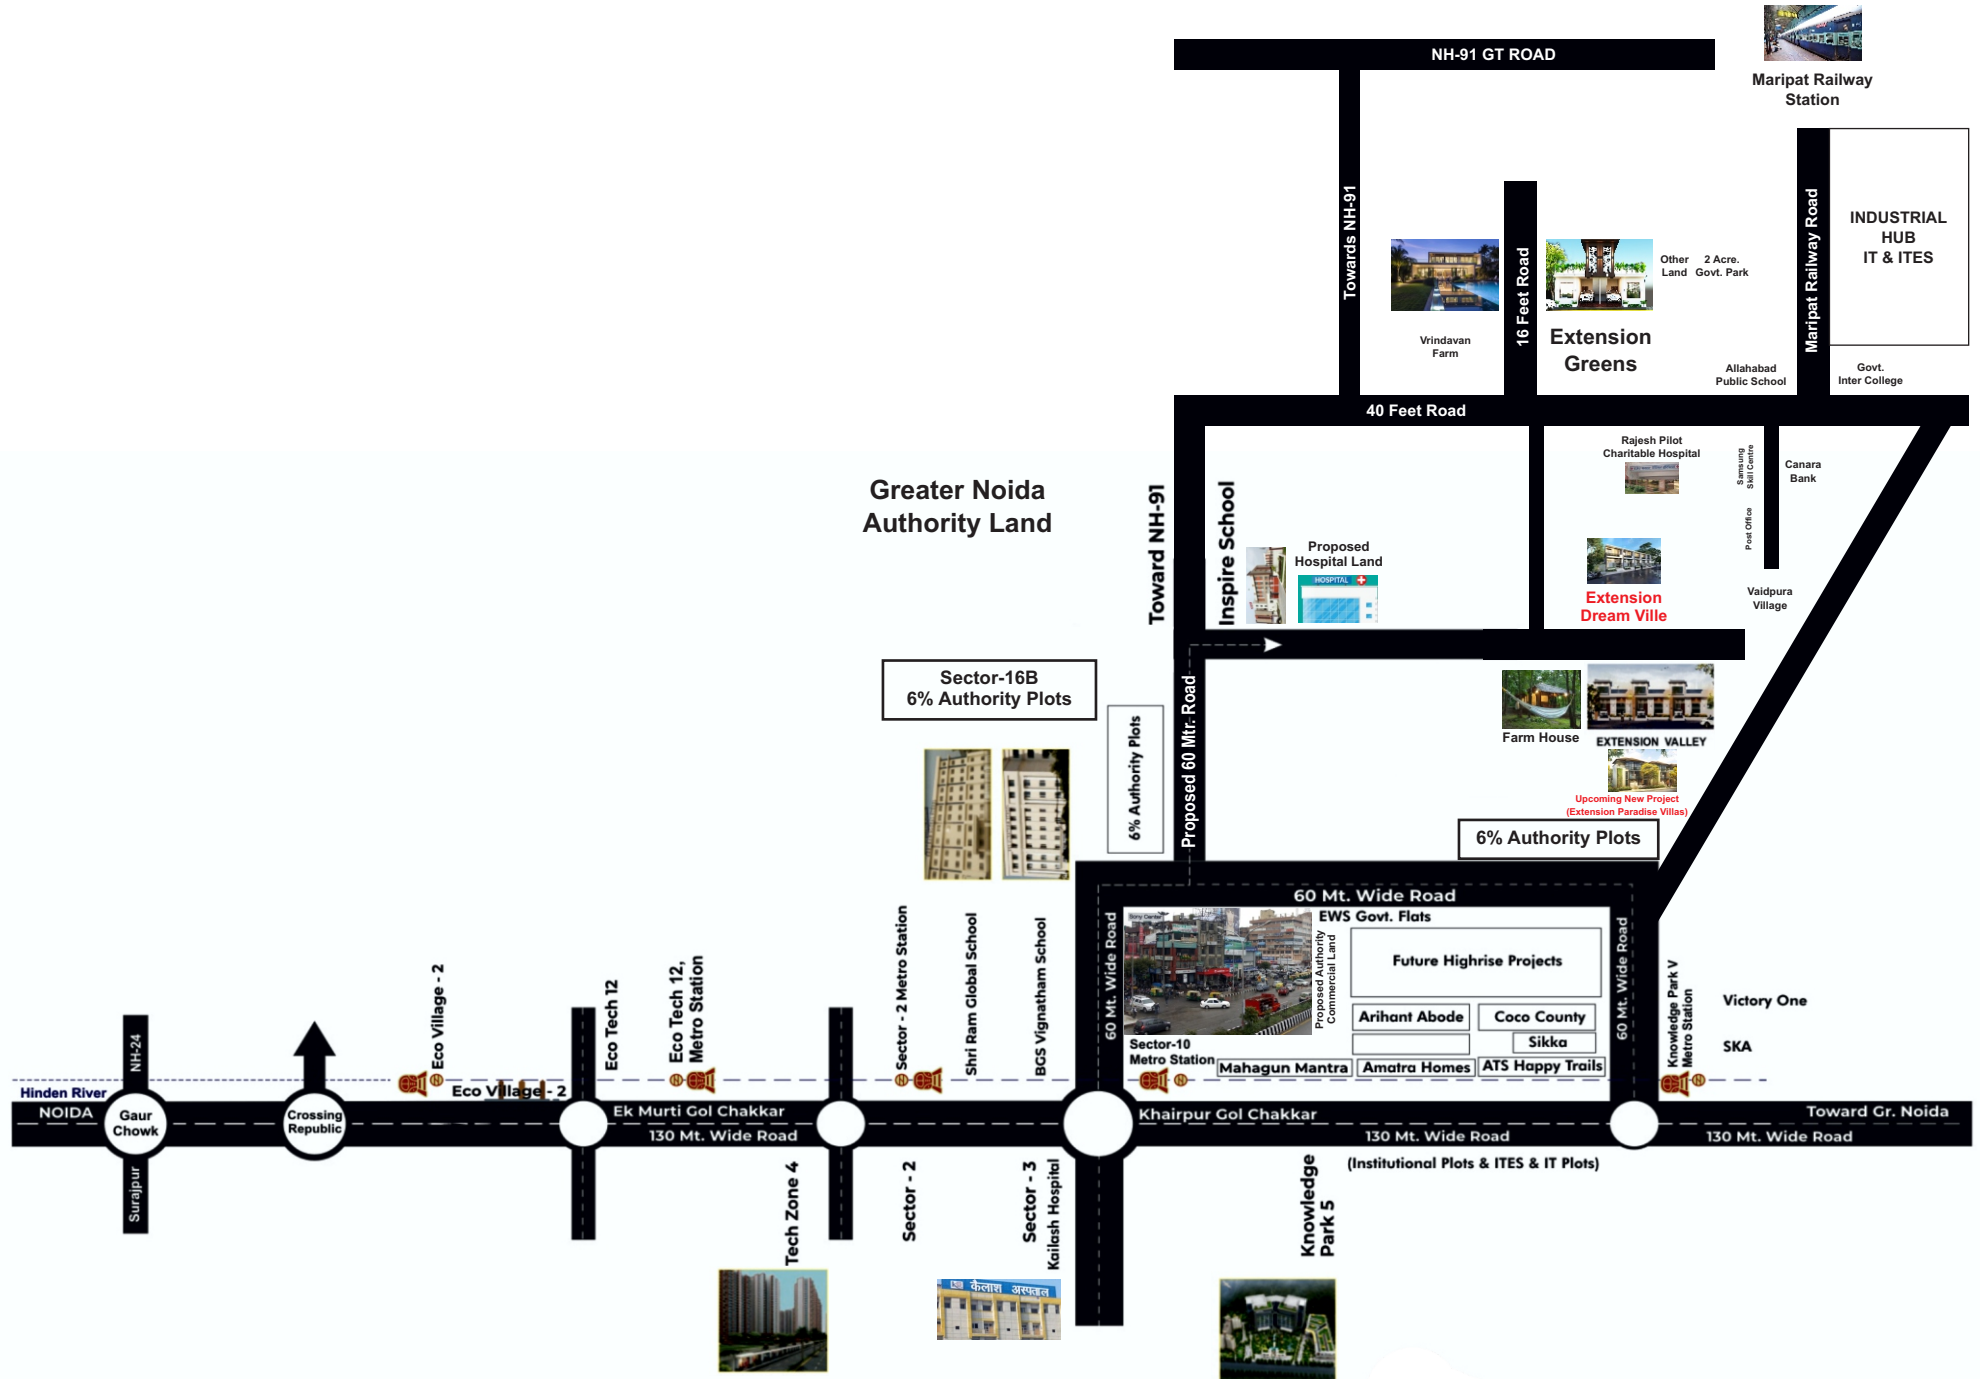 NH-91 GT ROAD
Maripat Railway
Station
Towards NH-91
16 Feet Road
Maripat Railway Road
INDUSTRIAL
HUB
IT & ITES
Other
Land
2 Acre.
Govt. Park
Vrindavan
Farm
Extension
Greens
Allahabad
Public School
Govt.
Inter College
40 Feet Road
Rajesh Pilot
Charitable Hospital
Samsung
Skill Centre
Canara
Bank
Post Office
Vaidpura
Village
Greater Noida
Authority Land
Toward NH-91
Inspire School
Proposed
Hospital Land
HOSPITAL
Extension
Dream Ville
Sector-16B
6% Authority Plots
6% Authority Plots
Proposed 60 Mtr. Road
Farm House
EXTENSION VALLEY
Upcoming New Project
(Extension Paradise Villas)
6% Authority Plots
60 Mt. Wide Road
60 Mt. Wide Road
60 Mt. Wide Road
Sony Center
EWS Govt. Flats
Proposed Authority
Commercial Land
Future Highrise Projects
Arihant Abode
Coco County
Sikka
Sector-10
Metro Station
Mahagun Mantra
Amatra Homes
ATS Happy Trails
Knowledge Park V
Metro Station
Victory One
SKA
NH-24
Eco Village - 2
Eco Tech 12
Eco Tech 12,
Metro Station
Sector - 2 Metro Station
Shri Ram Global School
BGS Vignatham School
Hinden River
Eco Village - 2
NOIDA
Gaur
Chowk
Crossing
Republic
Ek Murti Gol Chakkar
130 Mt. Wide Road
Khairpur Gol Chakkar
130 Mt. Wide Road
Toward Gr. Noida
130 Mt. Wide Road
(Institutional Plots & ITES & IT Plots)
Surajpur
Tech Zone 4
Sector - 2
Sector - 3
Kailash Hospital
Knowledge
Park 5
कैलाश अस्पताल